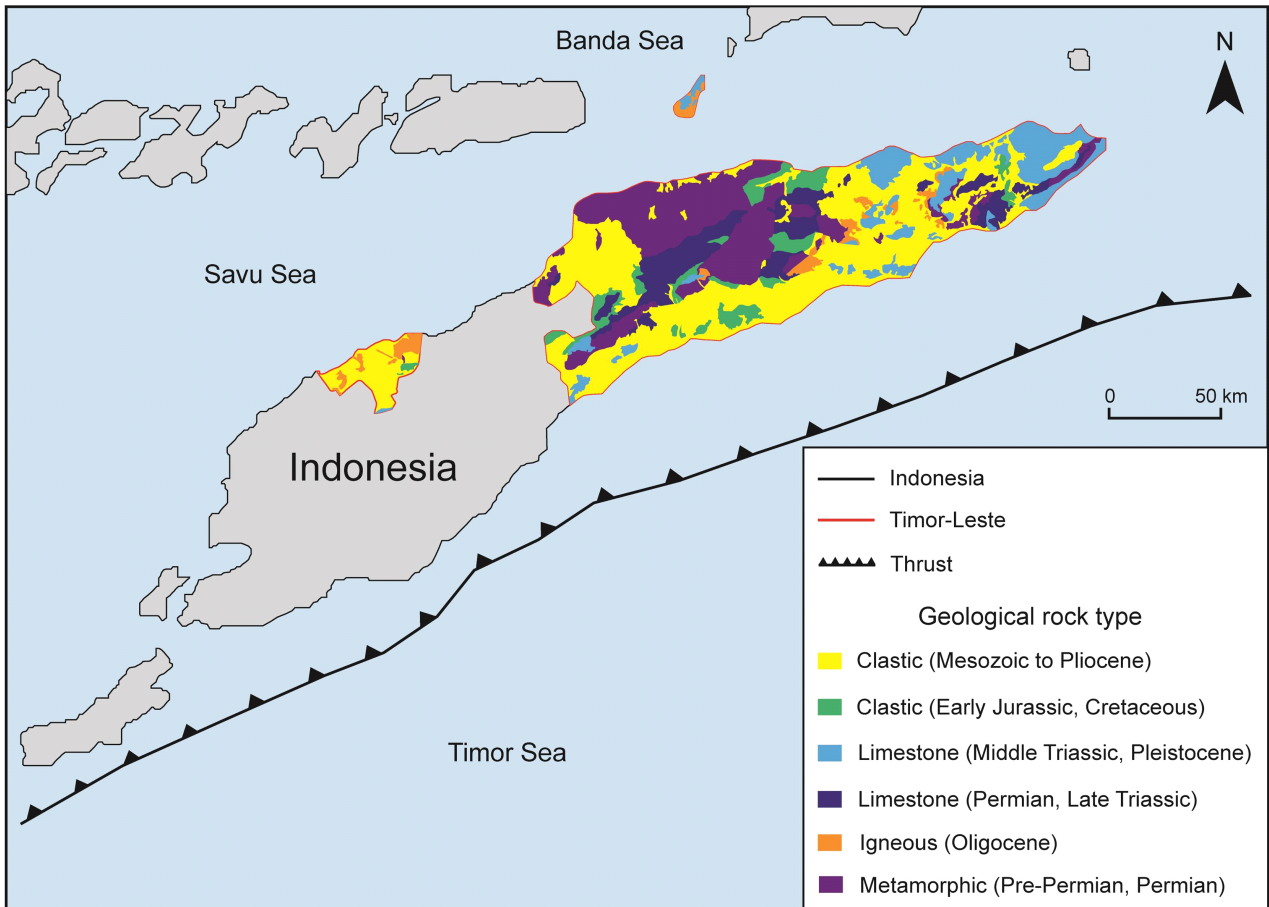 Banda Sea
N
Savu Sea
0 50 km
Indonesia
Indonesia
Timor-Leste
Thrust
Geological rock type
Clastic (Mesozoic to Pliocene)
Clastic (Early Jurassic, Cretaceous)
Timor Sea
Limestone (Middle Triassic, Pleistocene)
Limestone (Permian, Late Triassic)
Igneous (Oligocene)
Metamorphic (Pre-Permian, Permian)